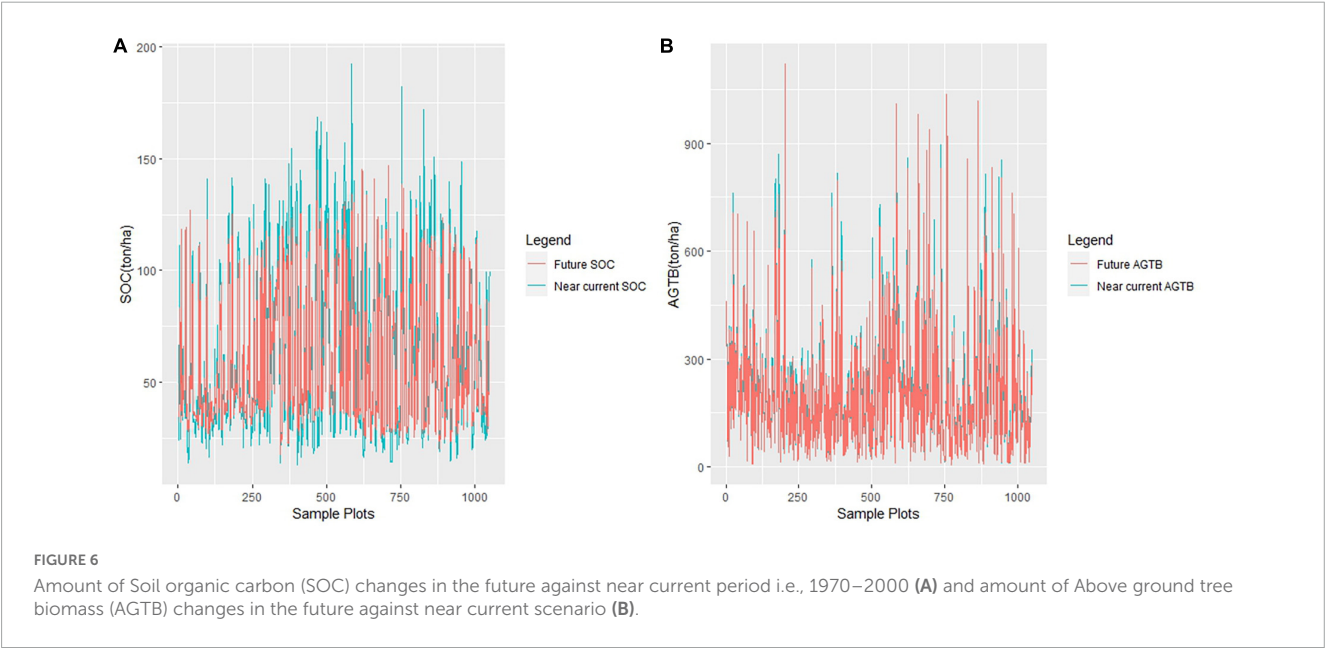 A
200
150
100
50
SOC(ton/ha)
0
250
500
750
1000
Sample Plots
Legend
Future SOC
Near current SOC
B
900
600
300
0
AGTB(ton/ha)
0
250
500
750
1000
Sample Plots
Legend
Future AGTB
Near current AGTB
FIGURE 6
Amount of Soil organic carbon (SOC) changes in the future against near current period i.e., 1970–2000 (A) and amount of Above ground tree
biomass (AGTB) changes in the future against near current scenario (B).